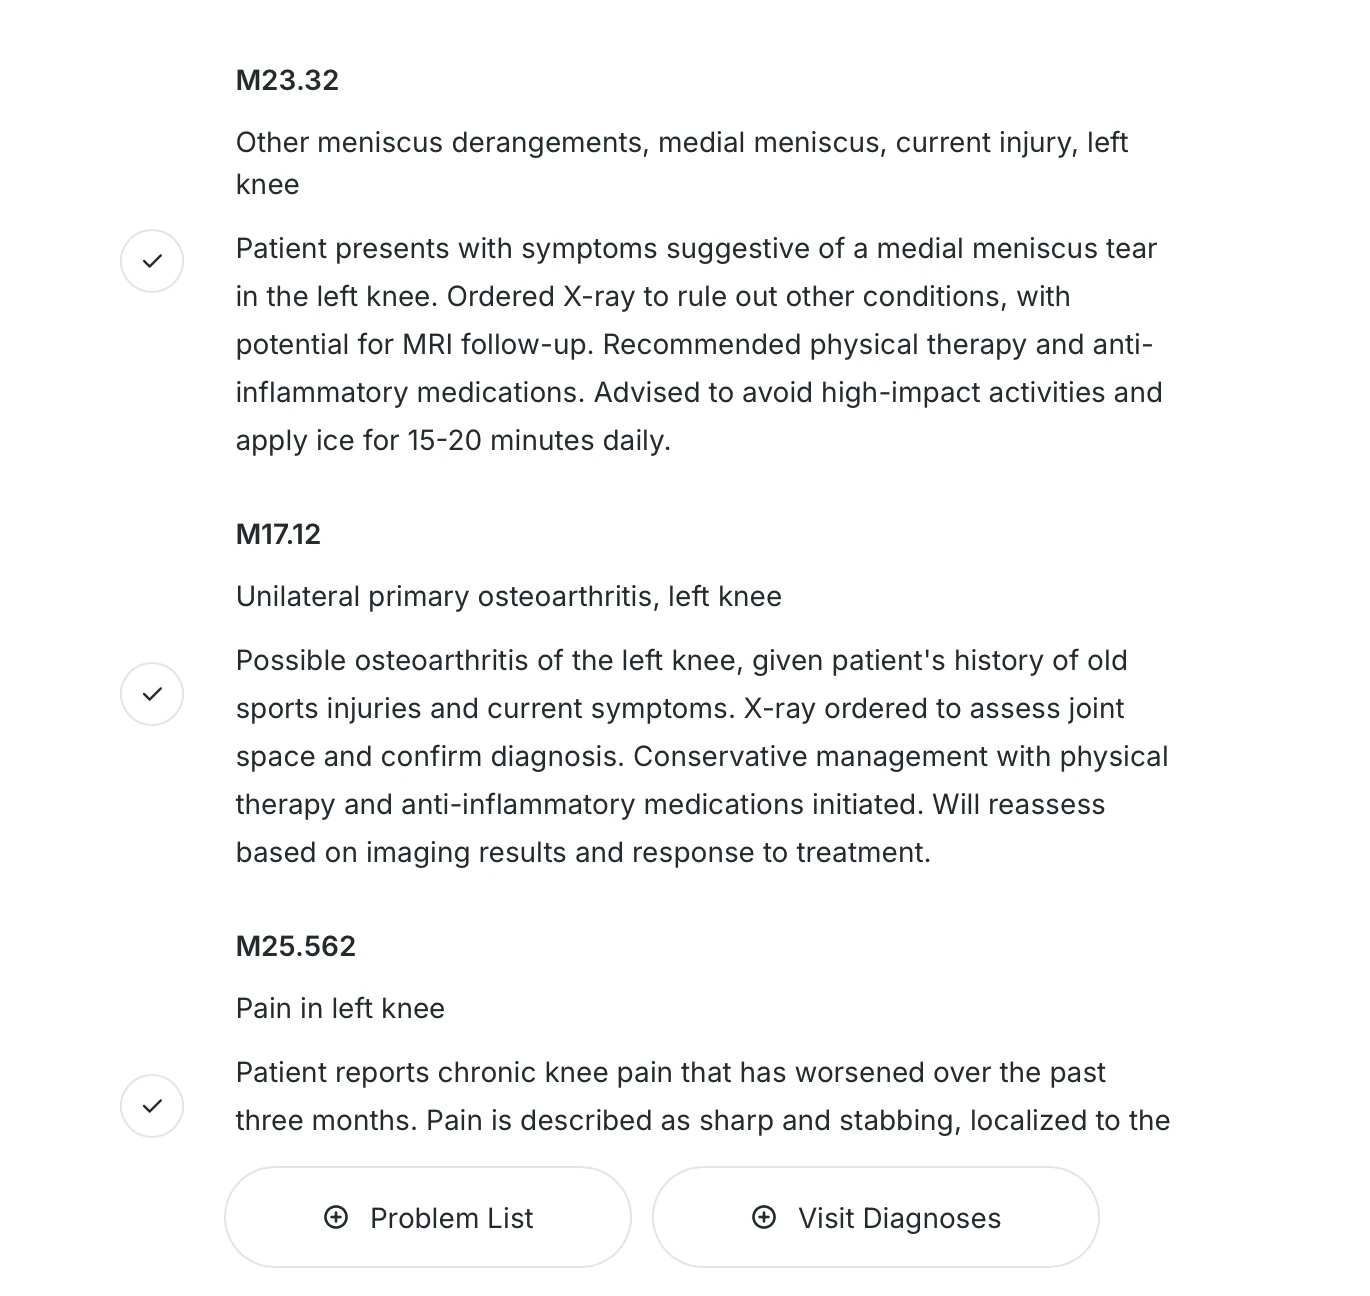 M23.32
Other meniscus derangements, medial meniscus, current injury, left
knee
Patient presents with symptoms suggestive of a medial meniscus tear
in the left knee. Ordered X-ray to rule out other conditions, with
potential for MRI follow-up. Recommended physical therapy and anti-
inflammatory medications. Advised to avoid high-impact activities and
apply ice for 15-20 minutes daily.
M17.12
Unilateral primary osteoarthritis, left knee
Possible osteoarthritis of the left knee, given patient's history of old
sports injuries and current symptoms. X-ray ordered to assess joint
space and confirm diagnosis. Conservative management with physical
therapy and anti-inflammatory medications initiated. Will reassess
based on imaging results and response to treatment.
M25.562
Pain in left knee
Patient reports chronic knee pain that has worsened over the past
three months. Pain is described as sharp and stabbing, localized to the
Problem List
Visit Diagnoses